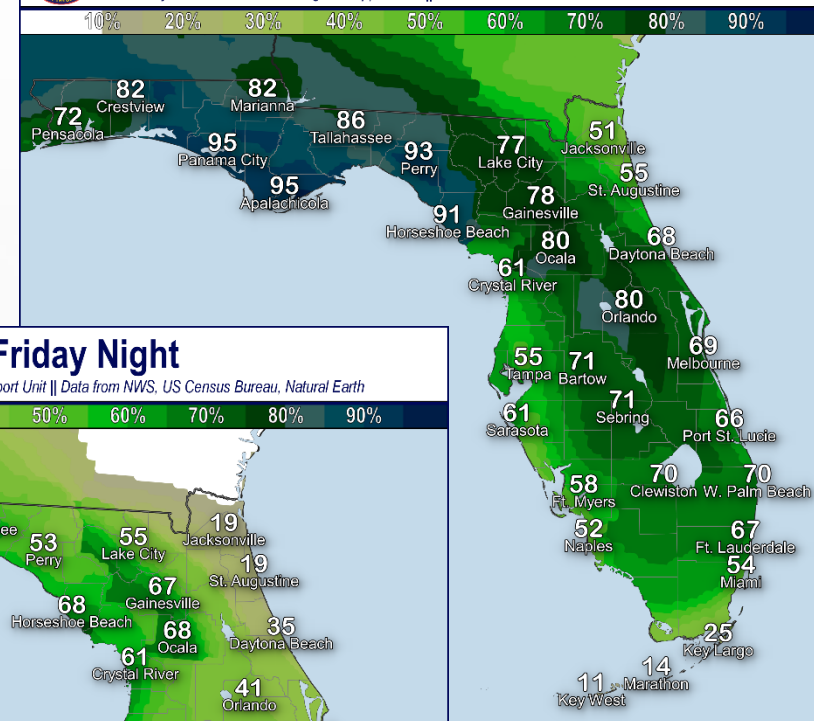 10% 20% 30% 40% 50% 60% 70% 80% 90%
82
Crestview
82
Marianna
72
Pensacola
86
Tallahassee
95
Panama City
93
Perry
77
Lake City
51
Jacksonville
95
Apalachicola
55
St. Augustine
78
Gainesville
91
Horseshoe Beach
80
Ocala
68
Daytona Beach
61
Crystal River
80
Orlando
69
Melbourne
55
Tampa
71
Bartow
71
Sebring
61
Sarasota
66
Port St. Lucie
58
Ft. Myers
70
Clewiston
70
W. Palm Beach
52
Naples
67
Ft. Lauderdale
54
Miami
25
Key Largo
14
Marathon
11
Key West
Friday Night
port Unit || Data from NWS, US Census Bureau, Natural Earth
50% 60% 70% 80% 90%
ee
53
Perry
55
Lake City
19
Jacksonville
19
St. Augustine
67
Gainesville
68
Horseshoe Beach
68
Ocala
35
Daytona Beach
61
Crystal River
41
Orlando